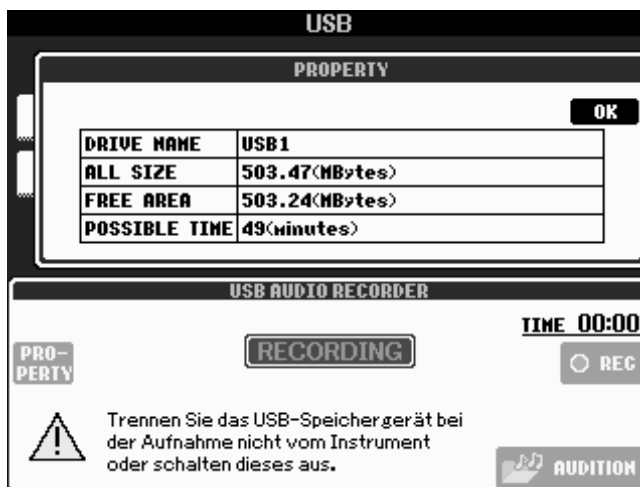 USB
PROPERTY
OK
DRIVE NAME USB1
ALL SIZE 503.47(MBytes)
FREE AREA 503.24(MBytes)
POSSIBLE TIME 49(minutes)
USB AUDIO RECORDER
TIME 00:00
PRO-
PERTY
RECORDING
REC
Trennen Sie das USB-Speichergerät bei
der Aufnahme nicht vom Instrument
oder schalten dieses aus.
AUDITION